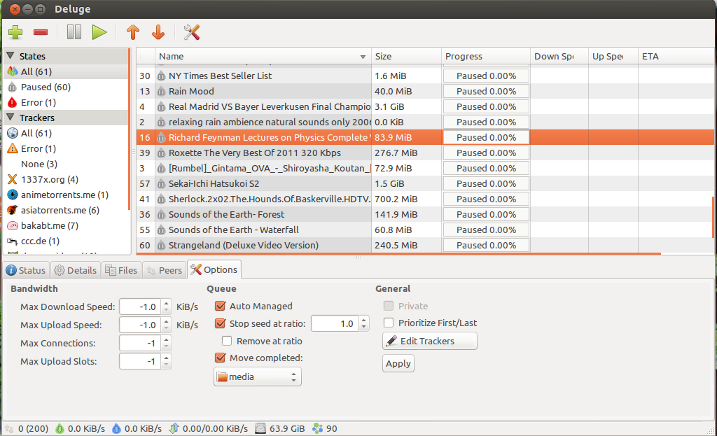 Deluge
States
All (61)
Paused (60)
Error (1)
Trackers
All (61)
Error (1)
None (3)
1337x.org (4)
animetorrents.me (2)
asiatorrents.me (6)
bakabt.me (7)
ccc.de (1)
Name Size Progress Down Spe Up Spec ETA
30 NY Times Best Seller List 1.6 MiB Paused 0.00%
13 Rain Mood 40.0 MiB Paused 0.00%
4 Real Madrid VS Bayer Leverkusen Final Champio 3.1 GiB Paused 0.00%
2 relaxing rain ambience natural sounds only 200 0.0 KiB Paused 0.00%
16 Richard Feynman Lectures on Physics Complete 83.9 MiB Paused 0.00%
39 Roxette The Very Best Of 2011 320 Kbps 276.7 MiB Paused 0.00%
3 [Rumbel]_Gintama_OVA_-_Shiroyasha_Koutan_ 72.9 MiB Paused 0.00%
57 Sekai-Ichi Hatsukoi S2 1.5 GiB Paused 0.00%
41 Sherlock.2x02.The.Hounds.Of.Baskerville.HDTV. 700.2 MiB Paused 0.00%
36 Sounds of the Earth- Forest 141.9 MiB Paused 0.00%
55 Sounds of the Earth - Waterfall 60.8 MiB Paused 0.00%
60 Strangeland (Deluxe Video Version) 240.5 MiB Paused 0.00%
Status Details Files Peers Options
Bandwidth
Max Download Speed: -1.0 KiB/s
Max Upload Speed: -1.0 KiB/s
Max Connections: -1
Max Upload Slots: -1
Queue
Auto Managed
Stop seed at ratio: 1.0
Remove at ratio
Move completed:
media
General
Private
Prioritize First/Last
Edit Trackers
Apply
0 (200) 0.0 KiB/s 0.0 KiB/s 0.00/0.00 KiB/s 63.9 GiB 90